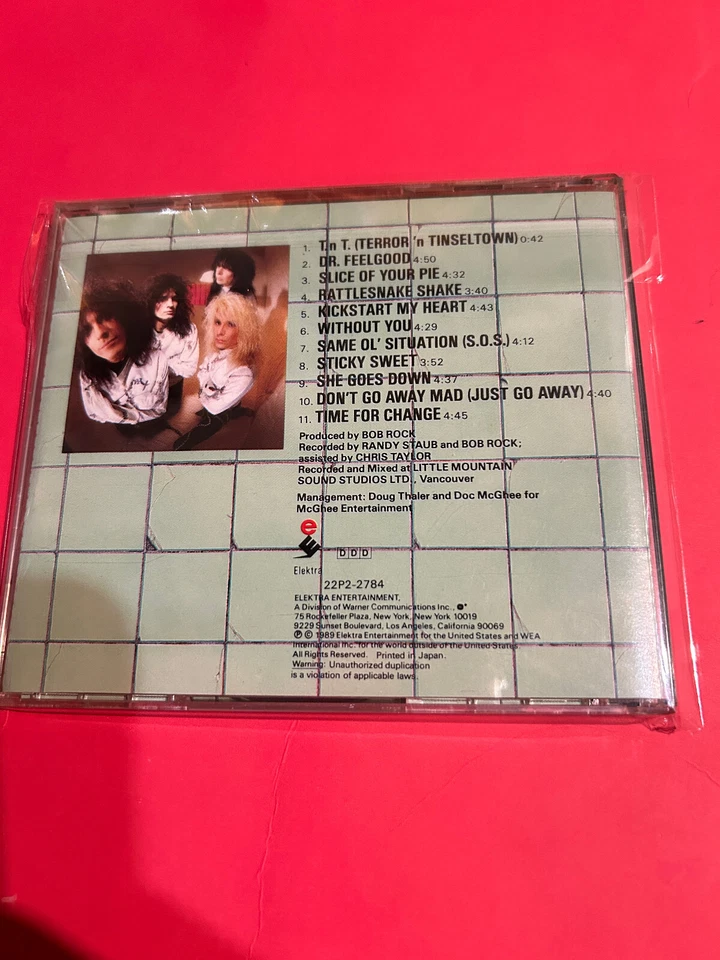 1. T.n T. (TERROR 'n TINSELTOWN) 0:42
2. DR. FEELGOOD 4:50
3. SLICE OF YOUR PIE 4:32
4. RATTLESNAKE SHAKE 3:40
5. KICKSTART MY HEART 4:43
6. WITHOUT YOU 4:29
7. SAME OL' SITUATION (S.O.S.) 4:12
8. STICKY SWEET 3:52
9. SHE GOES DOWN 4:37
10. DON'T GO AWAY MAD (JUST GO AWAY) 4:40
11. TIME FOR CHANGE 4:45
Produced by BOB ROCK
Recorded by RANDY STAUB and BOB ROCK;
assisted by CHRIS TAYLOR
Recorded and Mixed at LITTLE MOUNTAIN
SOUND STUDIOS LTD., Vancouver
Management: Doug Thaler and Doc McGhee for
McGhee Entertainment
e
E
DDD
Elektra
22P2-2784
ELEKTRA ENTERTAINMENT,
A Division of Warner Communications Inc.,
75 Rockefeller Plaza, New York, New York 10019
9229 Sunset Boulevard, Los Angeles, California 90069
℗ © 1989 Elektra Entertainment for the United States and WEA
International Inc. for the world outside of the United States.
All Rights Reserved. Printed in Japan.
Warning: Unauthorized duplication
is a violation of applicable laws.